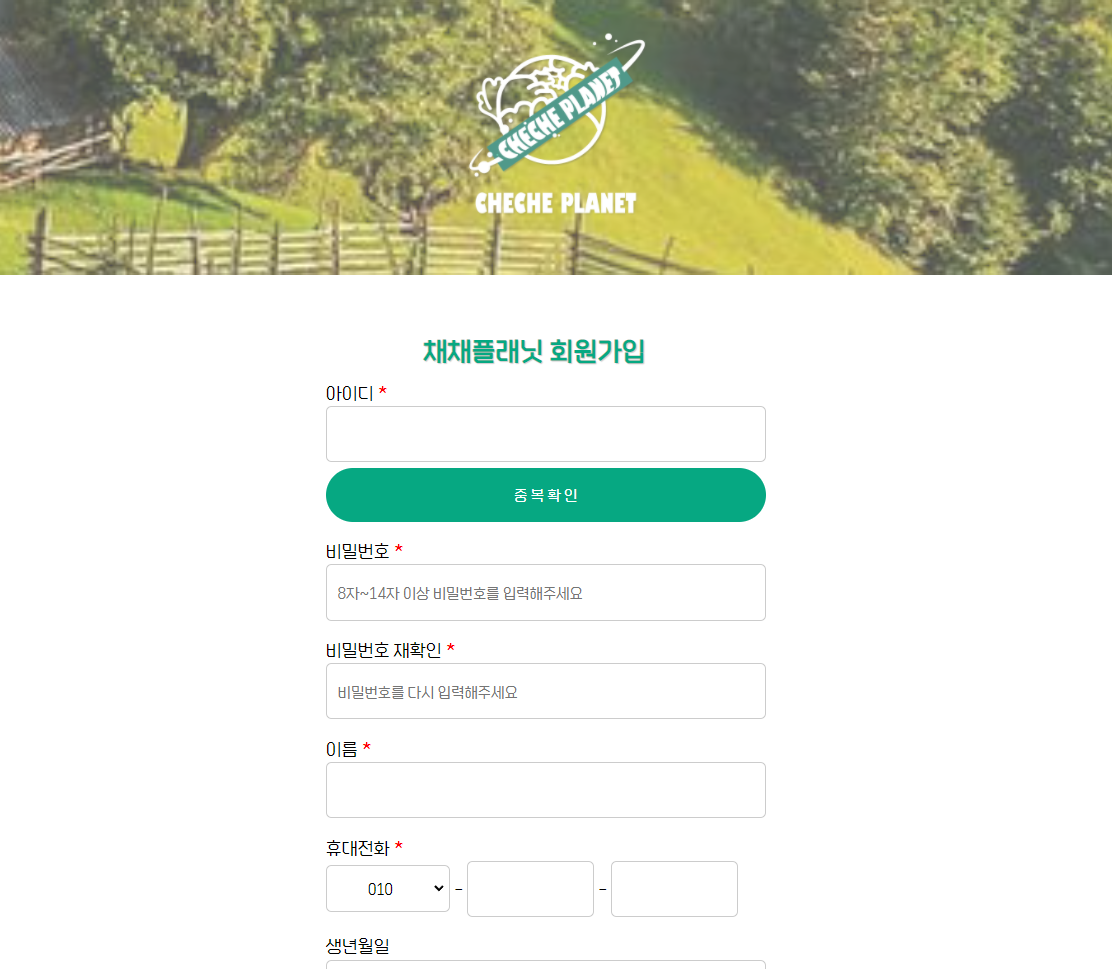 CHECHE PLANET
CHECHE PLANET
채채플래닛 회원가입
아이디 *
중복확인
비밀번호 *
8자~14자 이상 비밀번호를 입력해주세요
비밀번호 재확인 *
비밀번호를 다시 입력해주세요
이름 *
휴대전화 *
010 - -
생년월일